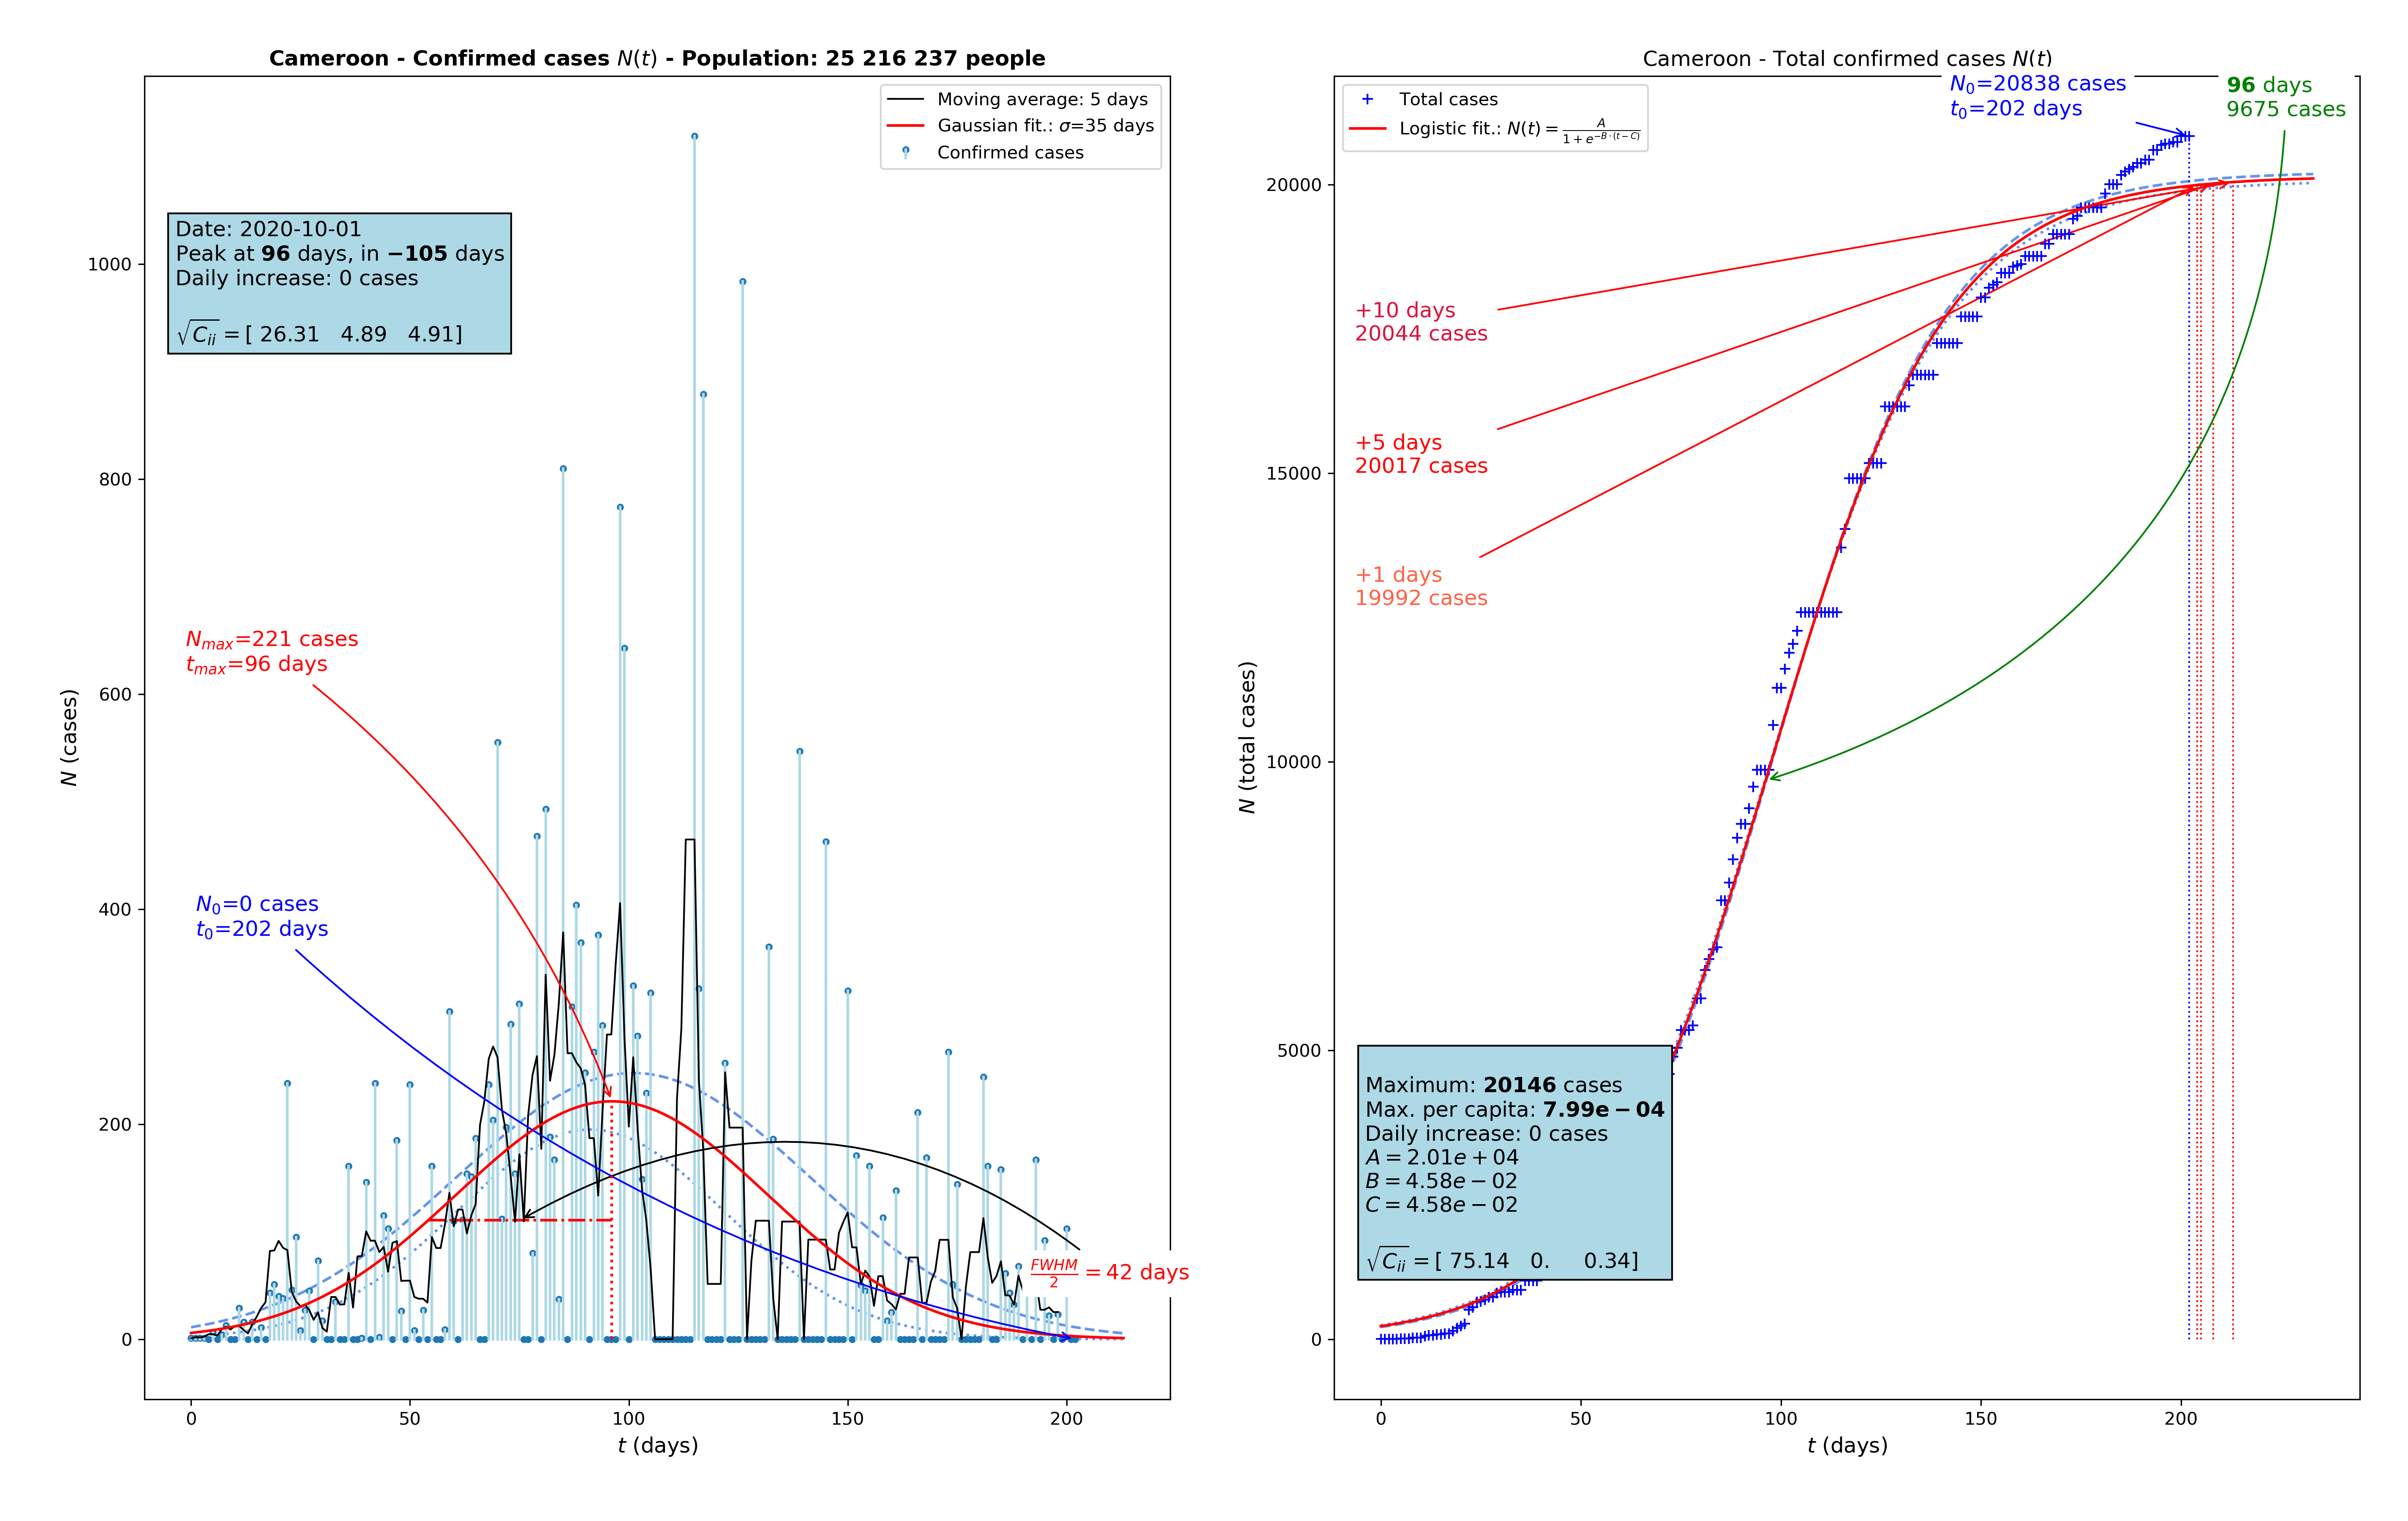 Cameroon - Confirmed cases N(t) - Population: 25 216 237 people
Moving average: 5 days
Gaussian fit.: σ=35 days
Confirmed cases
Date: 2020-10-01
Peak at 96 days, in −105 days
Daily increase: 0 cases
√C_ii = [ 26.31 4.89 4.91]
N_max=221 cases
t_max=96 days
N_0=0 cases
t_0=202 days
FWHM/2 = 42 days
N (cases)
1000
800
600
400
200
0
0 50 100 150 200
t (days)
Cameroon - Total confirmed cases N(t)
Total cases
Logistic fit.: N(t) = A/(1+e^{−B·(t−C)})
N_0=20838 cases
t_0=202 days
96 days
9675 cases
+10 days
20044 cases
+5 days
20017 cases
+1 days
19992 cases
Maximum: 20146 cases
Max. per capita: 7.99e − 04
Daily increase: 0 cases
A = 2.01e + 04
B = 4.58e − 02
C = 4.58e − 02
√C_ii = [ 75.14 0. 0.34]
N (total cases)
20000
15000
10000
5000
0
0 50 100 150 200
t (days)